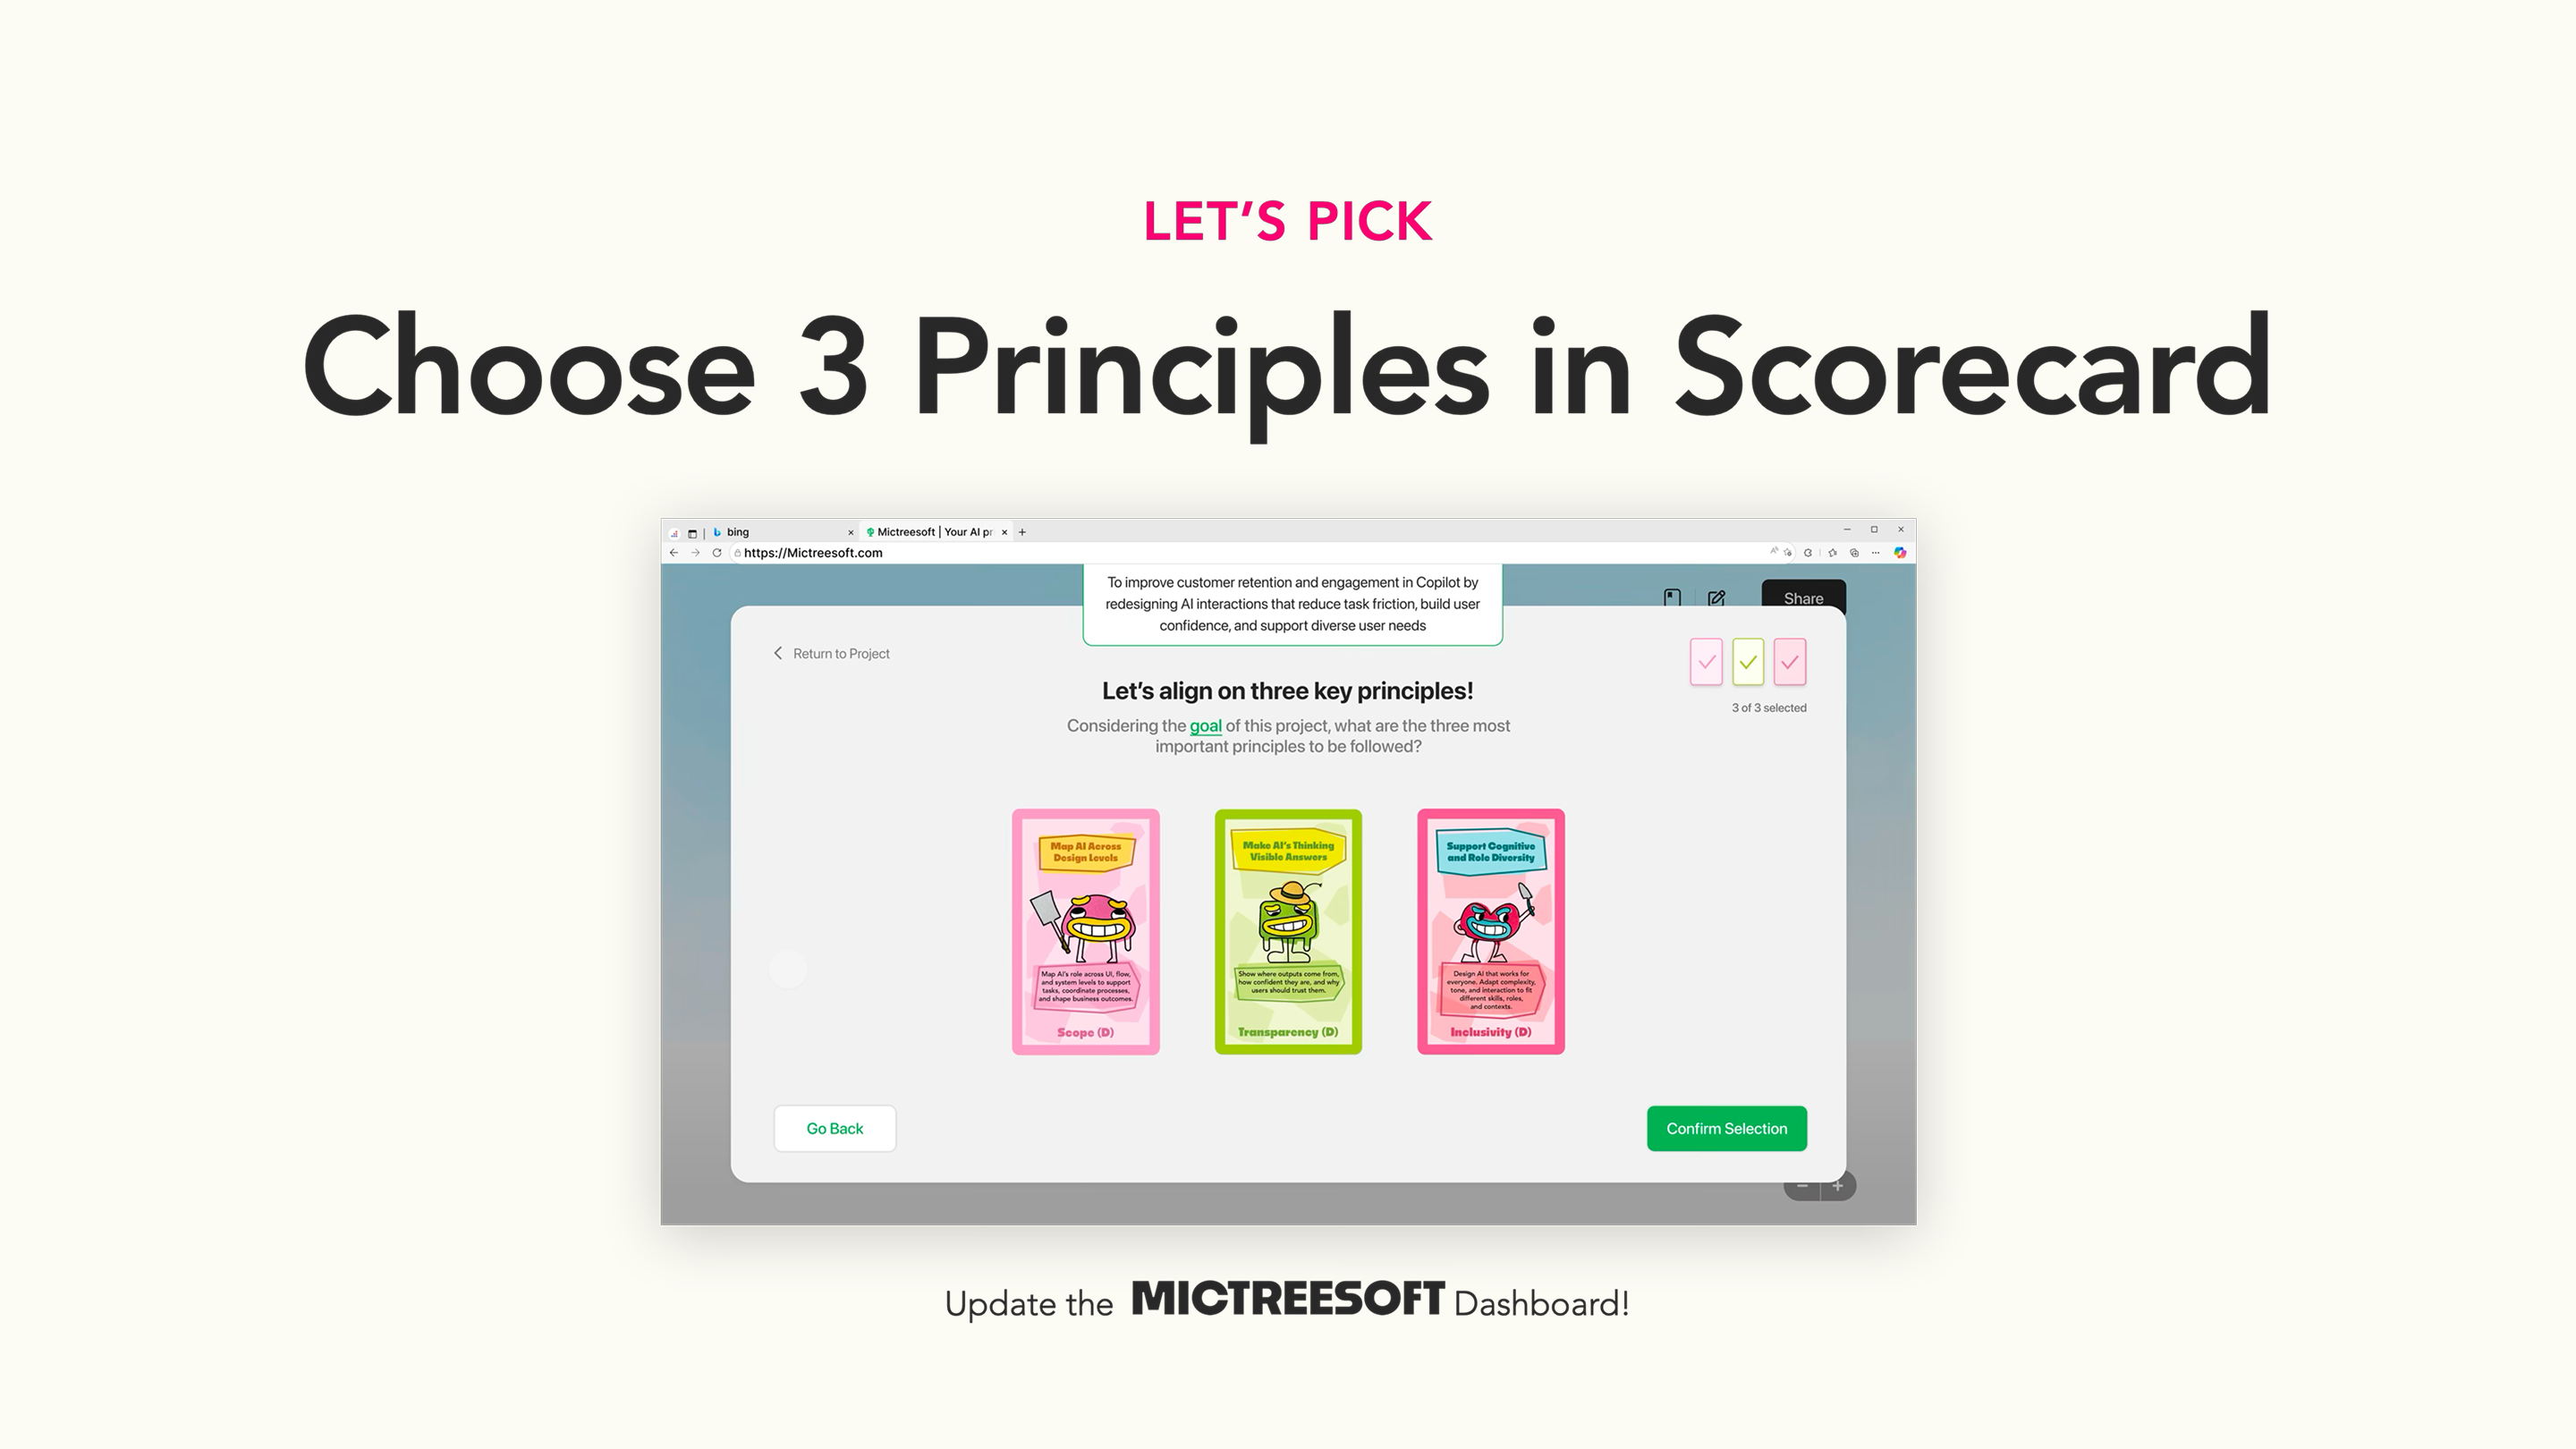 LET’S PICK
Choose 3 Principles in Scorecard
bing
Mictreesoft | Your AI pr
https://Mictreesoft.com
To improve customer retention and engagement in Copilot by
redesigning AI interactions that reduce task friction, build user
confidence, and support diverse user needs
Share
Return to Project
3 of 3 selected
Let’s align on three key principles!
Considering the goal of this project, what are the three most
important principles to be followed?
Map AI Across
Design Levels
Map AI’s role across UI, flow,
and system levels to support
tasks, coordinate processes,
and shape business outcomes.
Scope (D)
Make AI’s Thinking
Visible Answers
Show where outputs come from,
how confident they are, and why
users should trust them.
Transparency (D)
Support Cognitive
and Role Diversity
Design AI that works for
everyone. Adapt complexity,
tone, and interaction to fit
different skills, roles,
and contexts.
Inclusivity (D)
Go Back
Confirm Selection
Update the MICTREESOFT Dashboard!